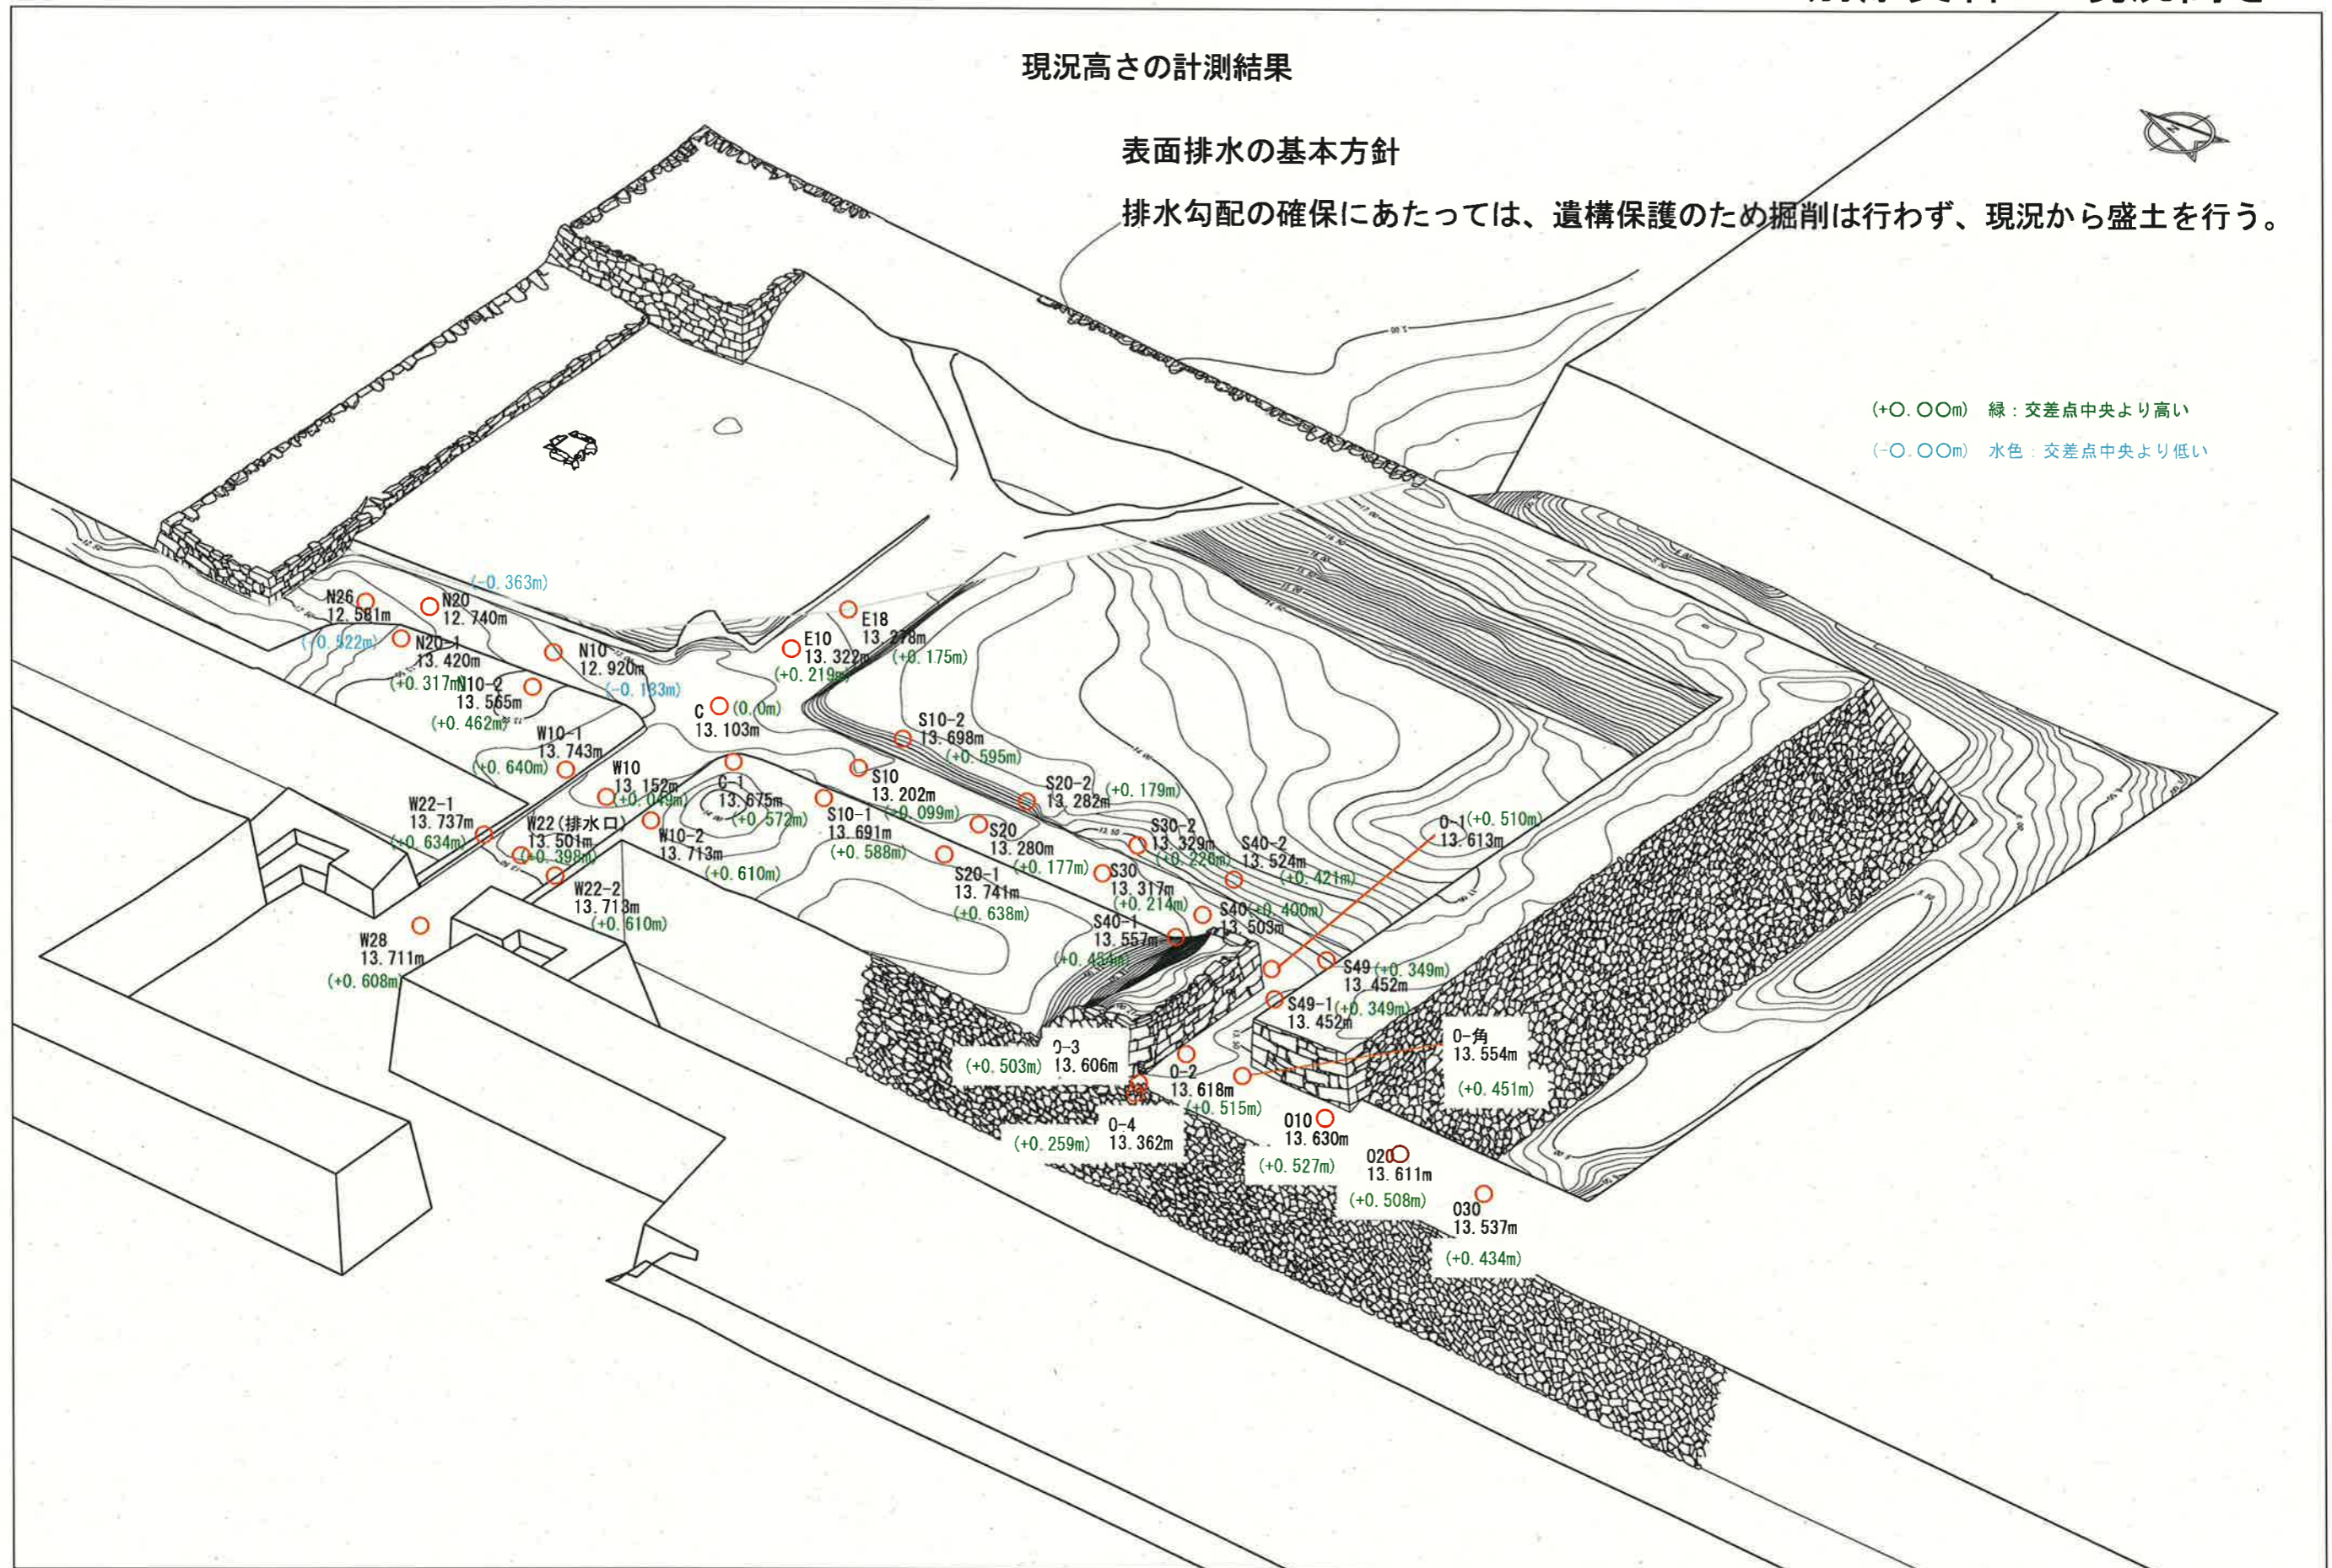 現況高さの計測結果
表面排水の基本方針
排水勾配の確保にあたっては、遺構保護のため掘削は行わず、現況から盛土を行う。
(+〇.〇〇m) 緑：交差点中央より高い
(-〇.〇〇m) 水色：交差点中央より低い
(-0.363m)
N26
12.581m
N20
12.740m
(-0.522m)
N20-1
13.420m
(+0.317m)
N10
12.920m
(-0.183m)
N10-2
13.565m
(+0.462m)
E18
13.278m
(+0.175m)
E10
13.322m
(+0.219m)
C (0.0m)
13.103m
W10-1
13.743m
(+0.640m)
W10
13.152m
(+0.049m)
C-1
13.675m
(+0.572m)
S10-2
13.698m
(+0.595m)
S10
13.202m
(+0.099m)
S10-1
13.691m
(+0.588m)
S20-2 (+0.179m)
13.282m
S20
13.280m
(+0.177m)
S20-1
13.741m
(+0.638m)
W22-1
13.737m
(+0.634m)
W22(排水口)
13.501m
(+0.398m)
W10-2
13.713m
(+0.610m)
W22-2
13.713m
(+0.610m)
W28
13.711m
(+0.608m)
S30-2
13.329m
(+0.226m)
S30
13.317m
(+0.214m)
S40-2
13.524m
(+0.421m)
S40 (+0.400m)
13.503m
S40-1
13.557m
(+0.454m)
O-1 (+0.510m)
13.613m
S49 (+0.349m)
13.452m
S49-1 (+0.349m)
13.452m
O-3
(+0.503m) 13.606m
O-2
13.618m
(+0.515m)
O-4
(+0.259m) 13.362m
O-角
13.554m
(+0.451m)
O10
13.630m
(+0.527m)
O20
13.611m
(+0.508m)
O30
13.537m
(+0.434m)